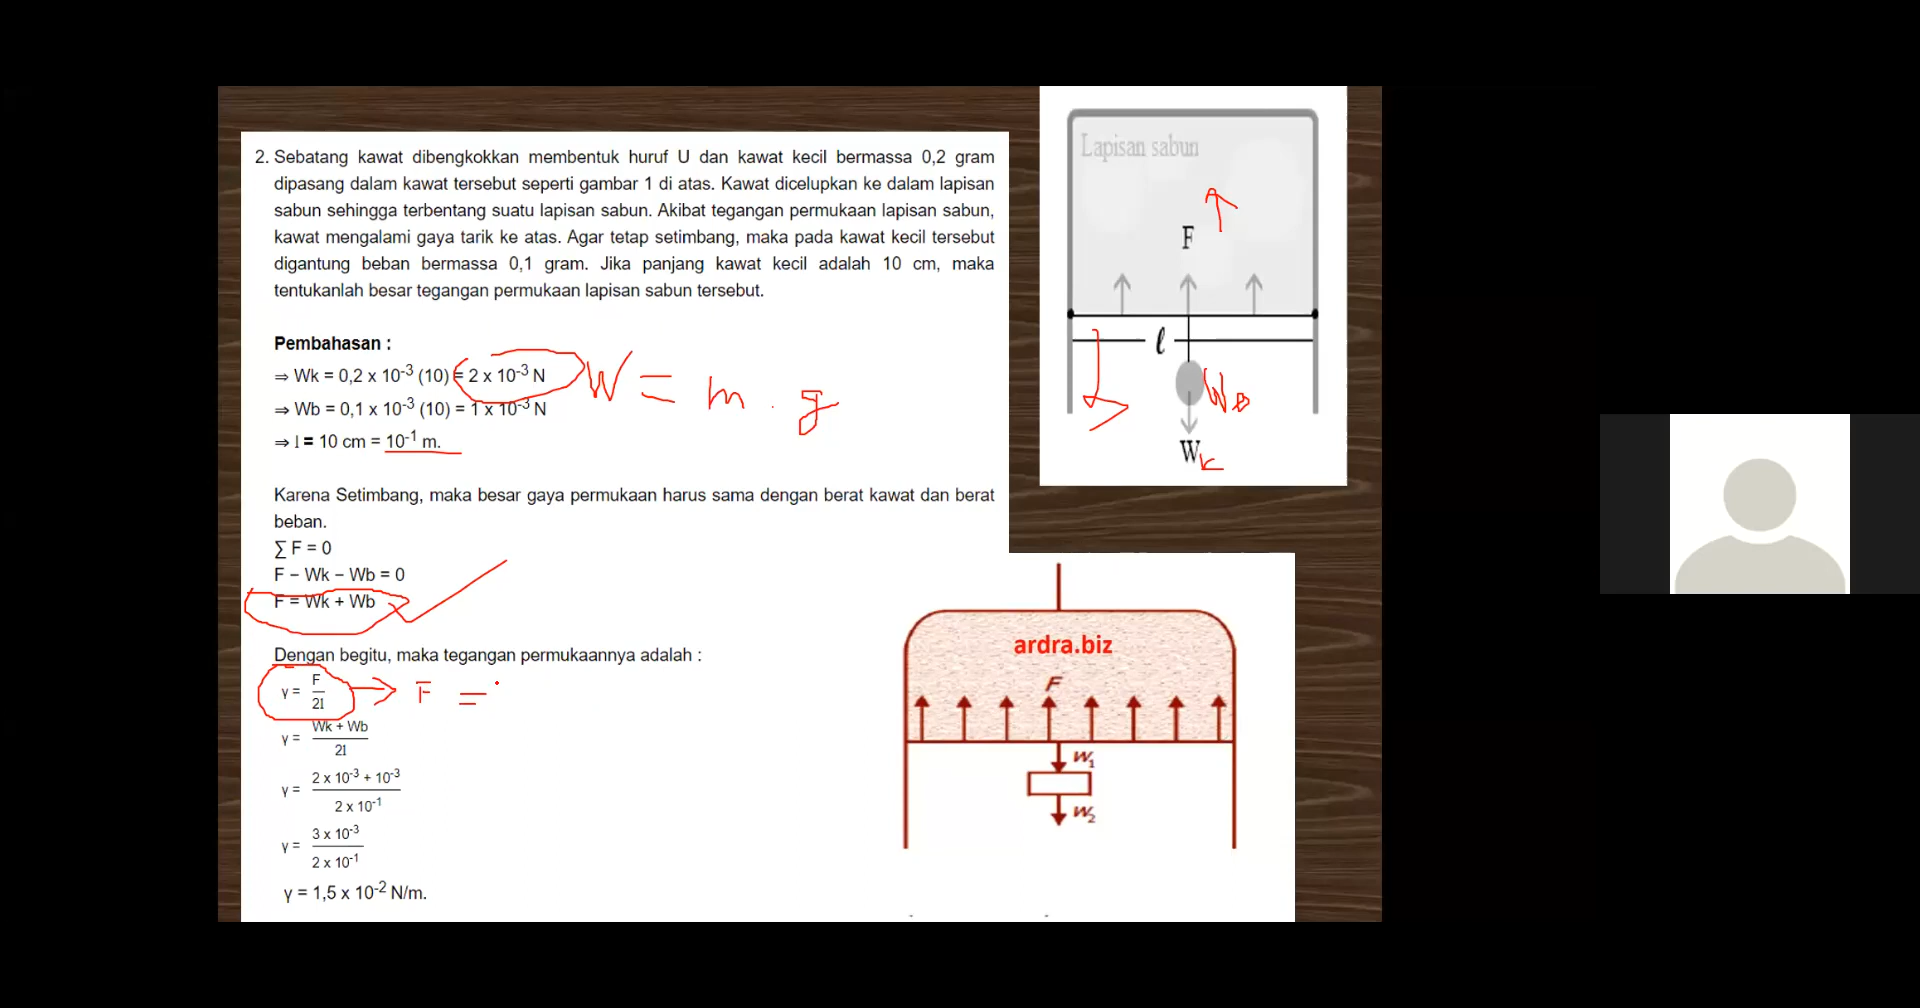 2. Sebatang kawat dibengkokkan membentuk huruf U dan kawat kecil bermassa 0,2 gram
dipasang dalam kawat tersebut seperti gambar 1 di atas. Kawat dicelupkan ke dalam lapisan
sabun sehingga terbentang suatu lapisan sabun. Akibat tegangan permukaan lapisan sabun,
kawat mengalami gaya tarik ke atas. Agar tetap setimbang, maka pada kawat kecil tersebut
digantung beban bermassa 0,1 gram. Jika panjang kawat kecil adalah 10 cm, maka
tentukanlah besar tegangan permukaan lapisan sabun tersebut.
Pembahasan :
⇒ Wk = 0,2 x 10⁻³ (10) = 2 x 10⁻³ N
W = m . g
⇒ Wb = 0,1 x 10⁻³ (10) = 1 x 10⁻³ N
⇒ l = 10 cm = 10⁻¹ m.
Karena Setimbang, maka besar gaya permukaan harus sama dengan berat kawat dan berat
beban.
∑ F = 0
F − Wk − Wb = 0
F = Wk + Wb
Dengan begitu, maka tegangan permukaannya adalah :
γ = F / 2l → F =
γ = Wk + Wb / 2l
γ = 2 x 10⁻³ + 10⁻³ / 2 x 10⁻¹
γ = 3 x 10⁻³ / 2 x 10⁻¹
γ = 1,5 x 10⁻² N/m.
Lapisan sabun
F
ℓ
WB
WK
ardra.biz
F
W₁
W₂